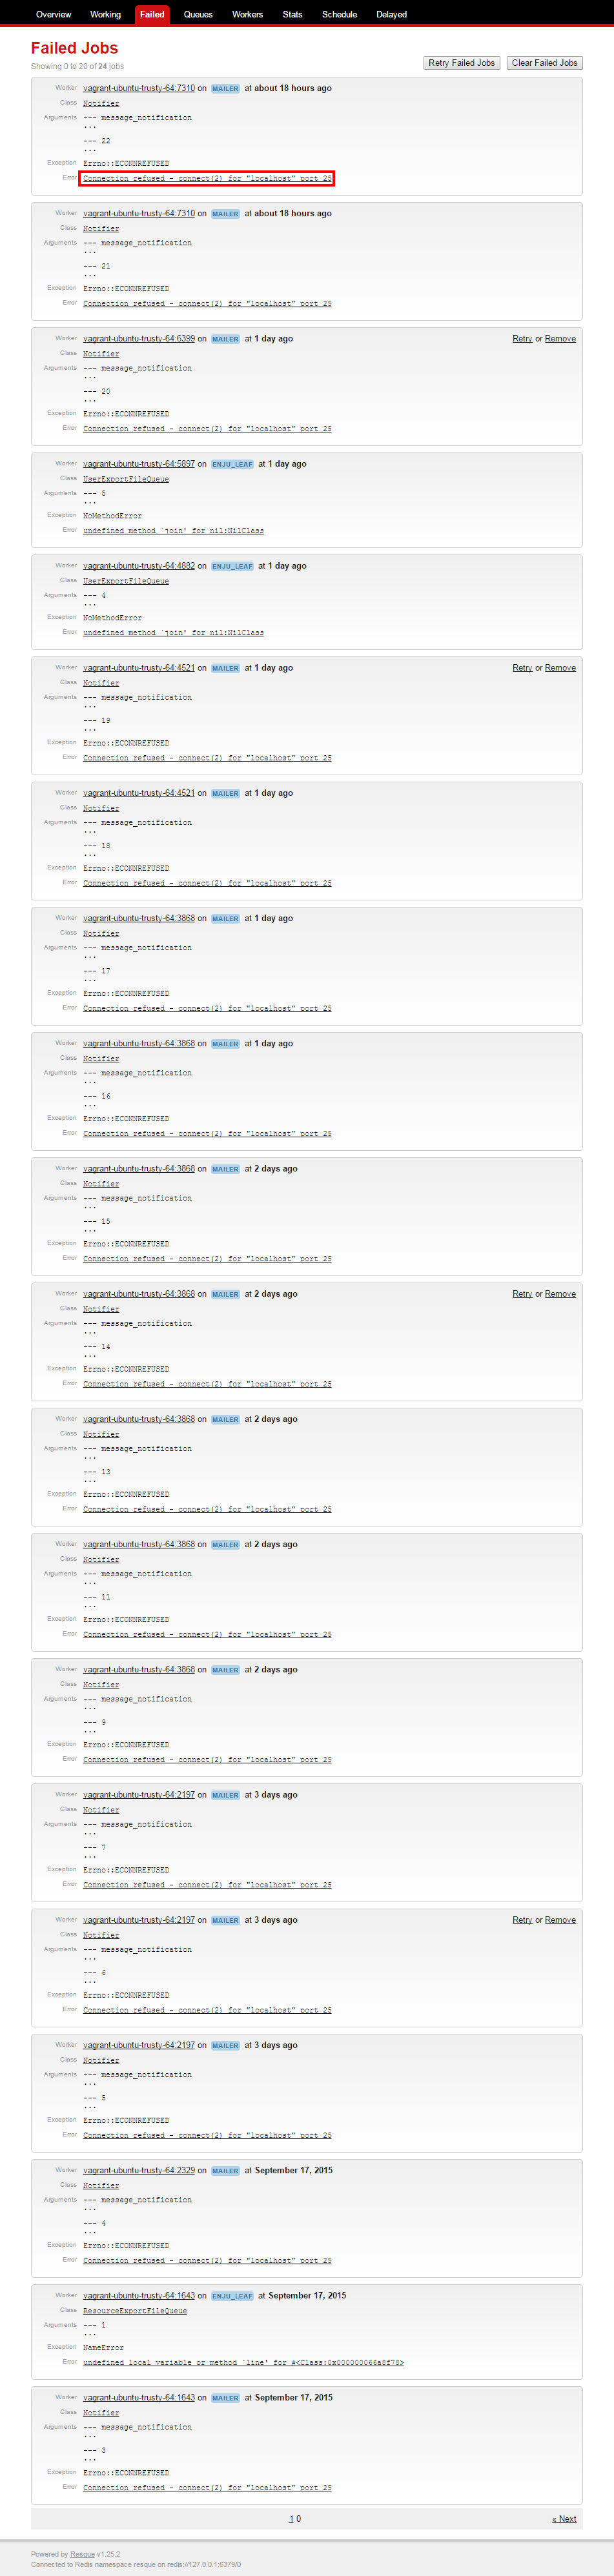 Overview Working Failed Queues Workers Stats Schedule Delayed
Failed Jobs
Showing 0 to 20 of 24 jobs
Retry Failed Jobs Clear Failed Jobs
Worker vagrant-ubuntu-trusty-64:7310 on MAILER at about 18 hours ago
Class Notifier
Arguments --- message_notification
...
--- 22
...
Exception Errno::ECONNREFUSED
Error Connection refused - connect(2) for "localhost" port 25
Worker vagrant-ubuntu-trusty-64:7310 on MAILER at about 18 hours ago
Class Notifier
Arguments --- message_notification
...
--- 21
...
Exception Errno::ECONNREFUSED
Error Connection refused - connect(2) for "localhost" port 25
Worker vagrant-ubuntu-trusty-64:6399 on MAILER at 1 day ago Retry or Remove
Class Notifier
Arguments --- message_notification
...
--- 20
...
Exception Errno::ECONNREFUSED
Error Connection refused - connect(2) for "localhost" port 25
Worker vagrant-ubuntu-trusty-64:5897 on ENJU_LEAF at 1 day ago
Class UserExportFileQueue
Arguments --- 5
...
Exception NoMethodError
Error undefined method `join' for nil:NilClass
Worker vagrant-ubuntu-trusty-64:4882 on ENJU_LEAF at 1 day ago
Class UserExportFileQueue
Arguments --- 4
...
Exception NoMethodError
Error undefined method `join' for nil:NilClass
Worker vagrant-ubuntu-trusty-64:4521 on MAILER at 1 day ago Retry or Remove
Class Notifier
Arguments --- message_notification
...
--- 19
...
Exception Errno::ECONNREFUSED
Error Connection refused - connect(2) for "localhost" port 25
Worker vagrant-ubuntu-trusty-64:4521 on MAILER at 1 day ago
Class Notifier
Arguments --- message_notification
...
--- 18
...
Exception Errno::ECONNREFUSED
Error Connection refused - connect(2) for "localhost" port 25
Worker vagrant-ubuntu-trusty-64:3868 on MAILER at 1 day ago
Class Notifier
Arguments --- message_notification
...
--- 17
...
Exception Errno::ECONNREFUSED
Error Connection refused - connect(2) for "localhost" port 25
Worker vagrant-ubuntu-trusty-64:3868 on MAILER at 1 day ago
Class Notifier
Arguments --- message_notification
...
--- 16
...
Exception Errno::ECONNREFUSED
Error Connection refused - connect(2) for "localhost" port 25
Worker vagrant-ubuntu-trusty-64:3868 on MAILER at 2 days ago
Class Notifier
Arguments --- message_notification
...
--- 15
...
Exception Errno::ECONNREFUSED
Error Connection refused - connect(2) for "localhost" port 25
Worker vagrant-ubuntu-trusty-64:3868 on MAILER at 2 days ago Retry or Remove
Class Notifier
Arguments --- message_notification
...
--- 14
...
Exception Errno::ECONNREFUSED
Error Connection refused - connect(2) for "localhost" port 25
Worker vagrant-ubuntu-trusty-64:3868 on MAILER at 2 days ago
Class Notifier
Arguments --- message_notification
...
--- 13
...
Exception Errno::ECONNREFUSED
Error Connection refused - connect(2) for "localhost" port 25
Worker vagrant-ubuntu-trusty-64:3868 on MAILER at 2 days ago
Class Notifier
Arguments --- message_notification
...
--- 11
...
Exception Errno::ECONNREFUSED
Error Connection refused - connect(2) for "localhost" port 25
Worker vagrant-ubuntu-trusty-64:3868 on MAILER at 2 days ago
Class Notifier
Arguments --- message_notification
...
--- 9
...
Exception Errno::ECONNREFUSED
Error Connection refused - connect(2) for "localhost" port 25
Worker vagrant-ubuntu-trusty-64:2197 on MAILER at 3 days ago
Class Notifier
Arguments --- message_notification
...
--- 7
...
Exception Errno::ECONNREFUSED
Error Connection refused - connect(2) for "localhost" port 25
Worker vagrant-ubuntu-trusty-64:2197 on MAILER at 3 days ago Retry or Remove
Class Notifier
Arguments --- message_notification
...
--- 6
...
Exception Errno::ECONNREFUSED
Error Connection refused - connect(2) for "localhost" port 25
Worker vagrant-ubuntu-trusty-64:2197 on MAILER at 3 days ago
Class Notifier
Arguments --- message_notification
...
--- 5
...
Exception Errno::ECONNREFUSED
Error Connection refused - connect(2) for "localhost" port 25
Worker vagrant-ubuntu-trusty-64:2329 on MAILER at September 17, 2015
Class Notifier
Arguments --- message_notification
...
--- 4
...
Exception Errno::ECONNREFUSED
Error Connection refused - connect(2) for "localhost" port 25
Worker vagrant-ubuntu-trusty-64:1643 on ENJU_LEAF at September 17, 2015
Class ResourceExportFileQueue
Arguments --- 1
...
Exception NameError
Error undefined local variable or method `line' for #<Class:0x000000066a8f78>
Worker vagrant-ubuntu-trusty-64:1643 on MAILER at September 17, 2015
Class Notifier
Arguments --- message_notification
...
--- 3
...
Exception Errno::ECONNREFUSED
Error Connection refused - connect(2) for "localhost" port 25
1 0 « Next
Powered by Resque v1.25.2
Connected to Redis namespace resque on redis://127.0.0.1:6379/0